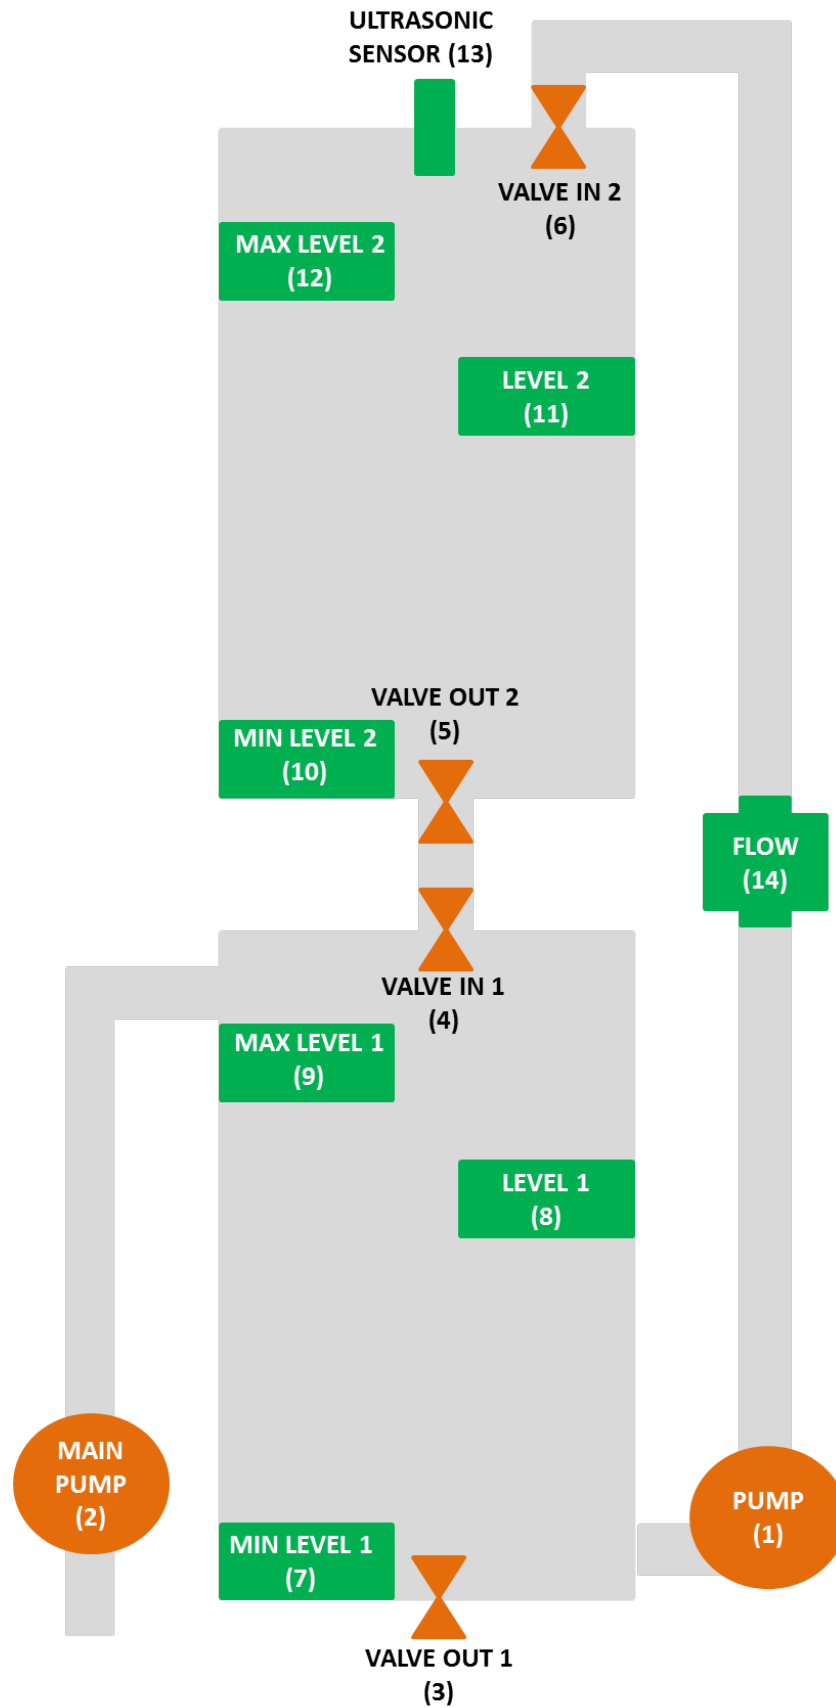 ULTRASONIC
SENSOR (13)
VALVE IN 2
(6)
MAX LEVEL 2
(12)
LEVEL 2
(11)
VALVE OUT 2
(5)
MIN LEVEL 2
(10)
FLOW
(14)
VALVE IN 1
(4)
MAX LEVEL 1
(9)
LEVEL 1
(8)
MAIN
PUMP
(2)
PUMP
(1)
MIN LEVEL 1
(7)
VALVE OUT 1
(3)